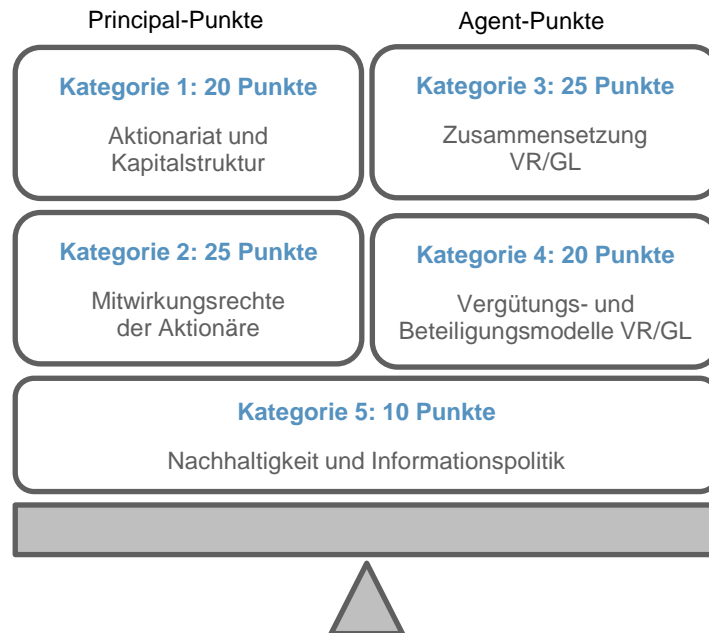 Principal-Punkte
Agent-Punkte
Kategorie 1: 20 Punkte
Aktionariat und
Kapitalstruktur
Kategorie 3: 25 Punkte
Zusammensetzung
VR/GL
Kategorie 2: 25 Punkte
Mitwirkungsrechte
der Aktionäre
Kategorie 4: 20 Punkte
Vergütungs- und
Beteiligungsmodelle VR/GL
Kategorie 5: 10 Punkte
Nachhaltigkeit und Informationspolitik